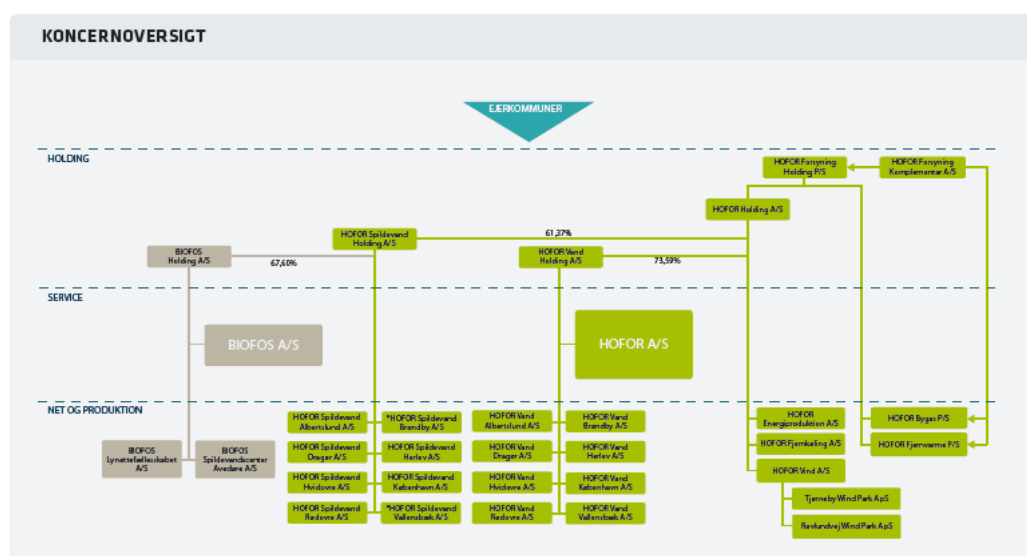 KONCERNOVERSIGT
EJERKOMMUNER
HOLDING
HOFOR Forsyning
Holding P/S
HOFOR Forsyning
Komplementar A/S
HOFOR Holding A/S
HOFOR Spildevand
Holding A/S
61,37%
BIOFOS
Holding A/S
67,60%
HOFOR Vand
Holding A/S
73,59%
SERVICE
BIOFOS A/S
HOFOR A/S
NET OG PRODUKTION
BIOFOS
Lynettefællesskabet
A/S
BIOFOS
Spildevandscenter
Avedøre A/S
HOFOR Spildevand
Albertslund A/S
*HOFOR Spildevand
Brøndby A/S
HOFOR Spildevand
Dragør A/S
HOFOR Spildevand
Herlev A/S
HOFOR Spildevand
Hvidovre A/S
HOFOR Spildevand
København A/S
HOFOR Spildevand
Rødovre A/S
*HOFOR Spildevand
Vallensbæk A/S
HOFOR Vand
Albertslund A/S
HOFOR Vand
Brøndby A/S
HOFOR Vand
Dragør A/S
HOFOR Vand
Herlev A/S
HOFOR Vand
Hvidovre A/S
HOFOR Vand
København A/S
HOFOR Vand
Rødovre A/S
HOFOR Vand
Vallensbæk A/S
HOFOR
Energiproduktion A/S
HOFOR Fjernkøling A/S
HOFOR Vind A/S
Tjørneby Wind Park ApS
Ravlundvej Wind Park ApS
HOFOR Bygas P/S
HOFOR Fjernvarme P/S